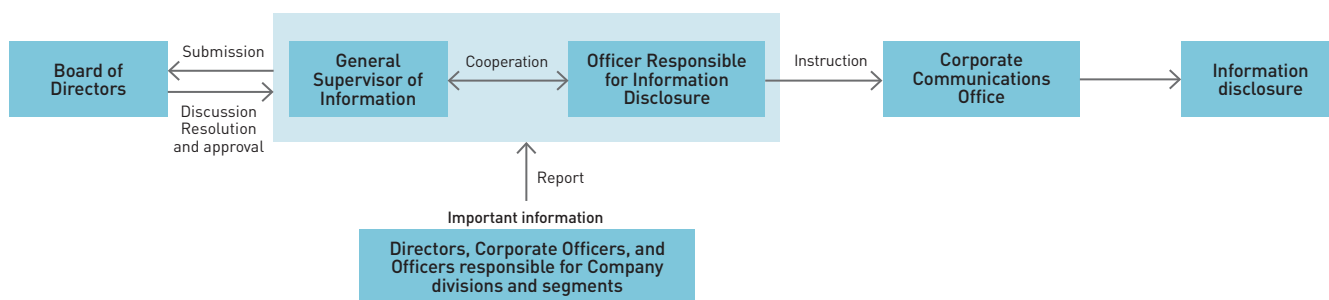 Board of
Directors
Submission
Discussion
Resolution
and approval
General
Supervisor of
Information
Cooperation
Officer Responsible
for Information
Disclosure
Instruction
Corporate
Communications
Office
Information
disclosure
Report
Important information
Directors, Corporate Officers, and
Officers responsible for Company
divisions and segments